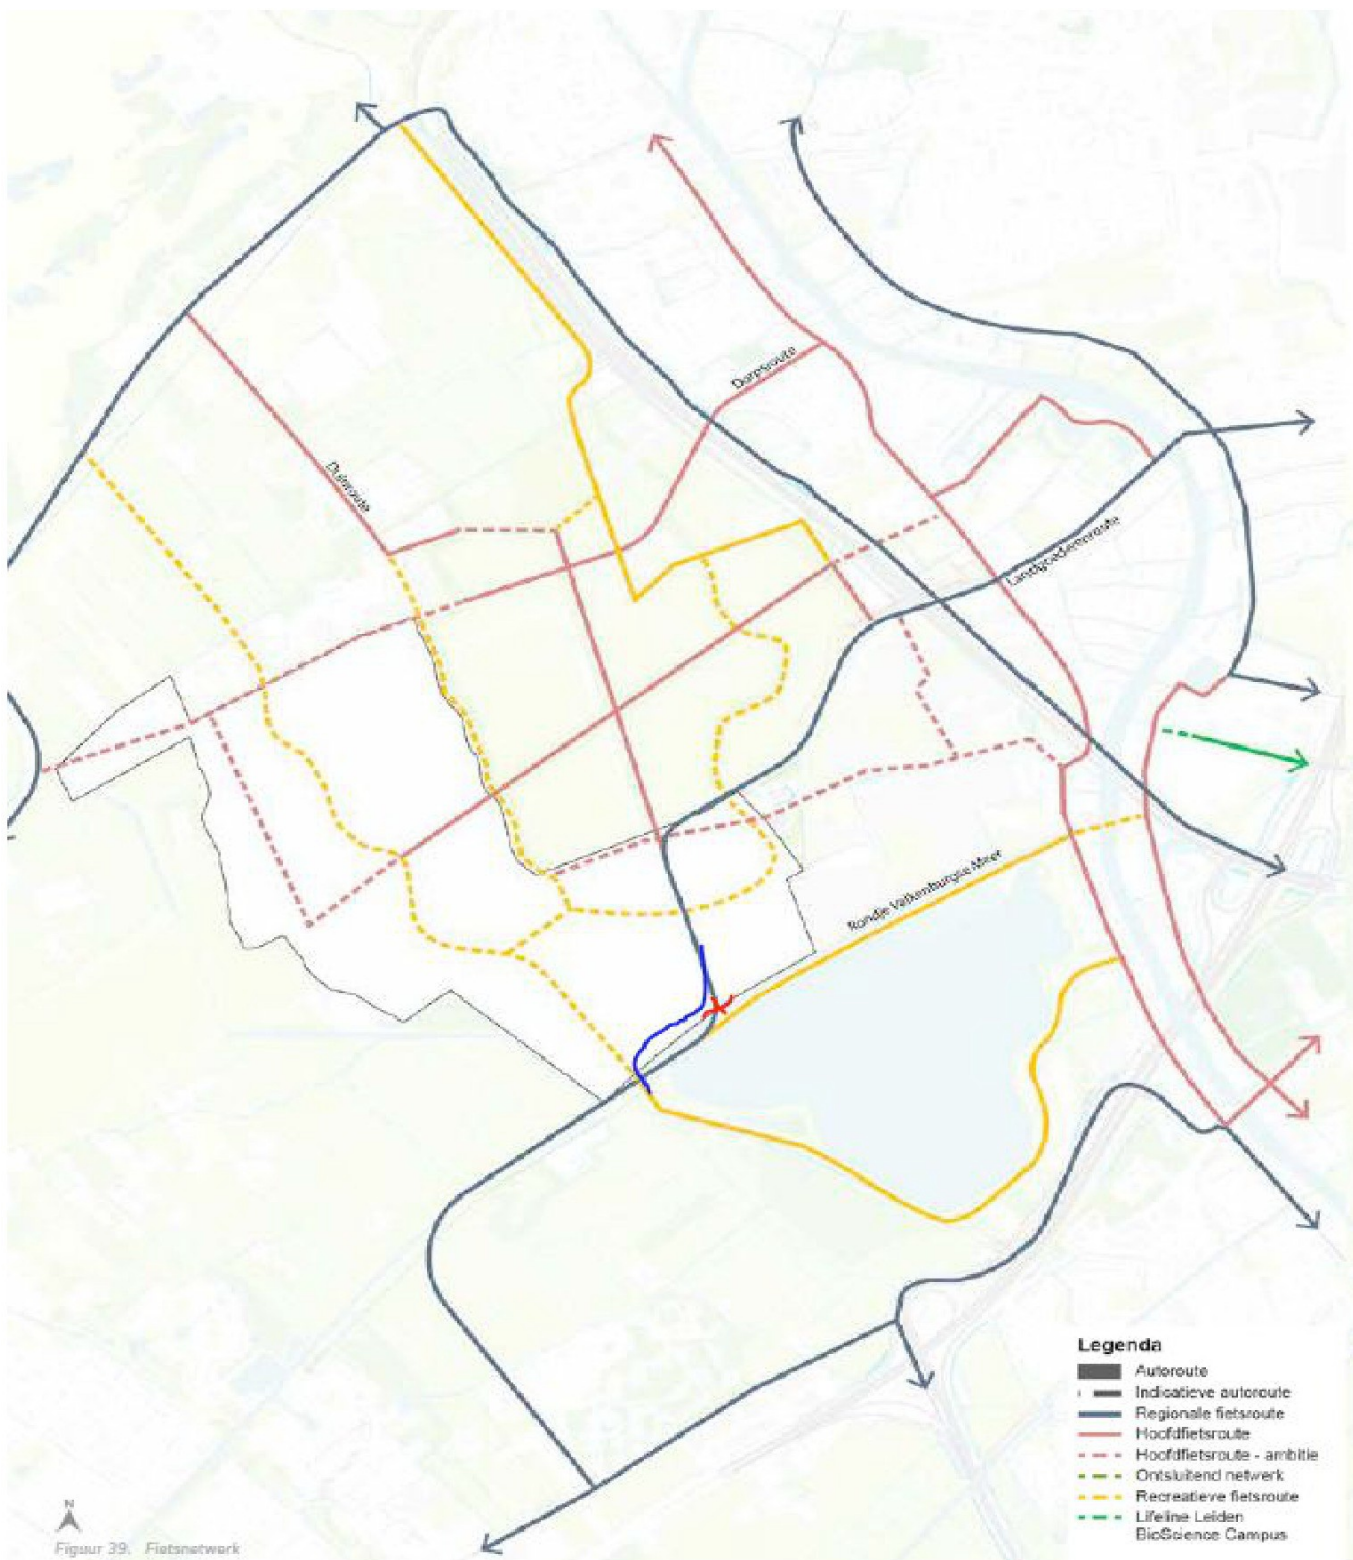 Dorpsroute
Duinroute
Landgoederenroute
Rondje Valkenburgse Meer
Legenda
Autoroute
Indicatieve autoroute
Regionale fietsroute
Hoofdfietsroute
Hoofdfietsroute - ambitie
Ontsluitend netwerk
Recreatieve fietsroute
Lifeline Leiden
BioScience Campus
N
Figuur 39. Fietsnetwerk